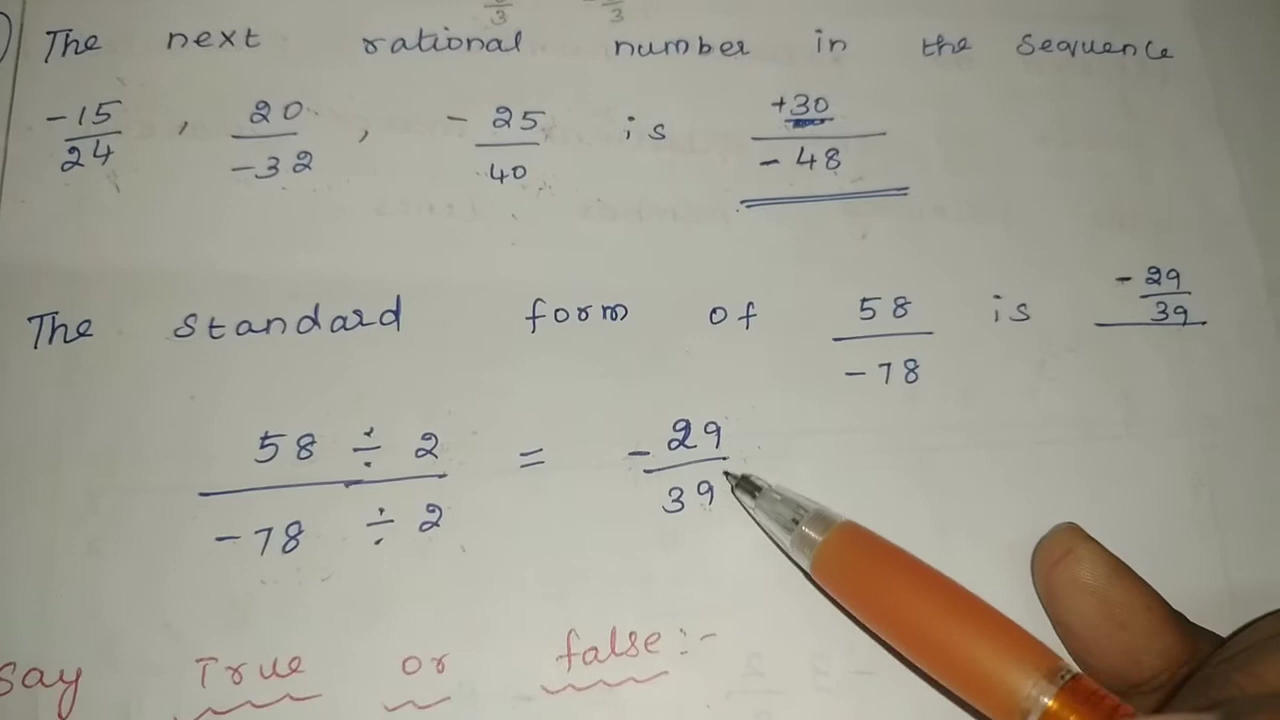 The next rational number in the sequence
-15/24 , 20/-32 , -25/40 is +30/-48
The standard form of 58/-78 is -29/39
58 ÷ 2 / -78 ÷ 2 = -29/39
Say True or false:-